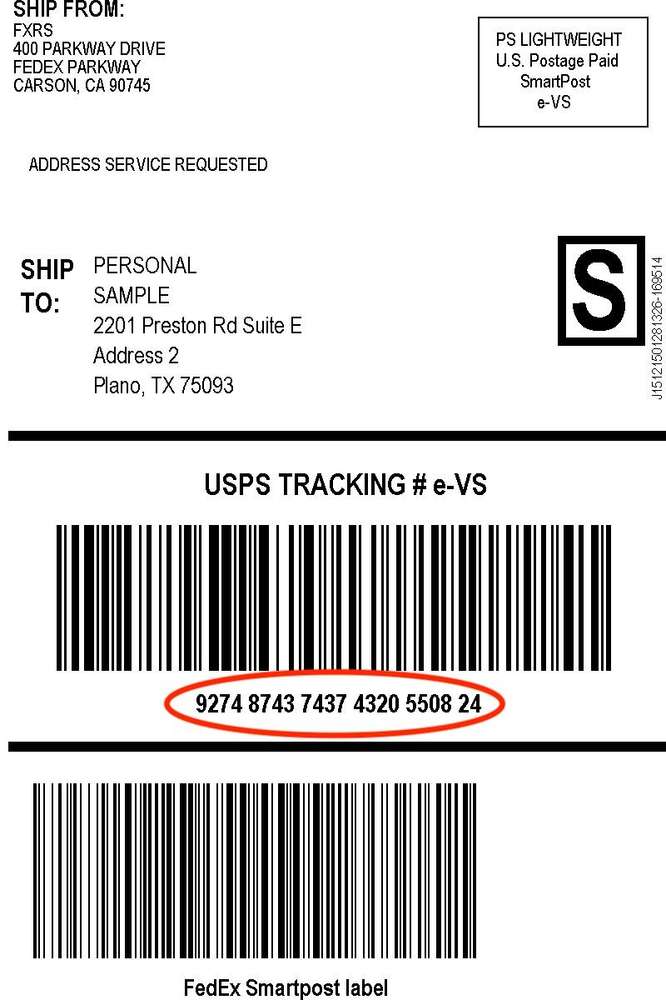 SHIP FROM:
FXRS
400 PARKWAY DRIVE
FEDEX PARKWAY
CARSON, CA 90745
PS LIGHTWEIGHT
U.S. Postage Paid
SmartPost
e-VS
ADDRESS SERVICE REQUESTED
SHIP TO:
PERSONAL
SAMPLE
2201 Preston Rd Suite E
Address 2
Plano, TX 75093
S
J15121501281326-169514
USPS TRACKING # e-VS
9274 8743 7437 4320 5508 24
FedEx Smartpost label